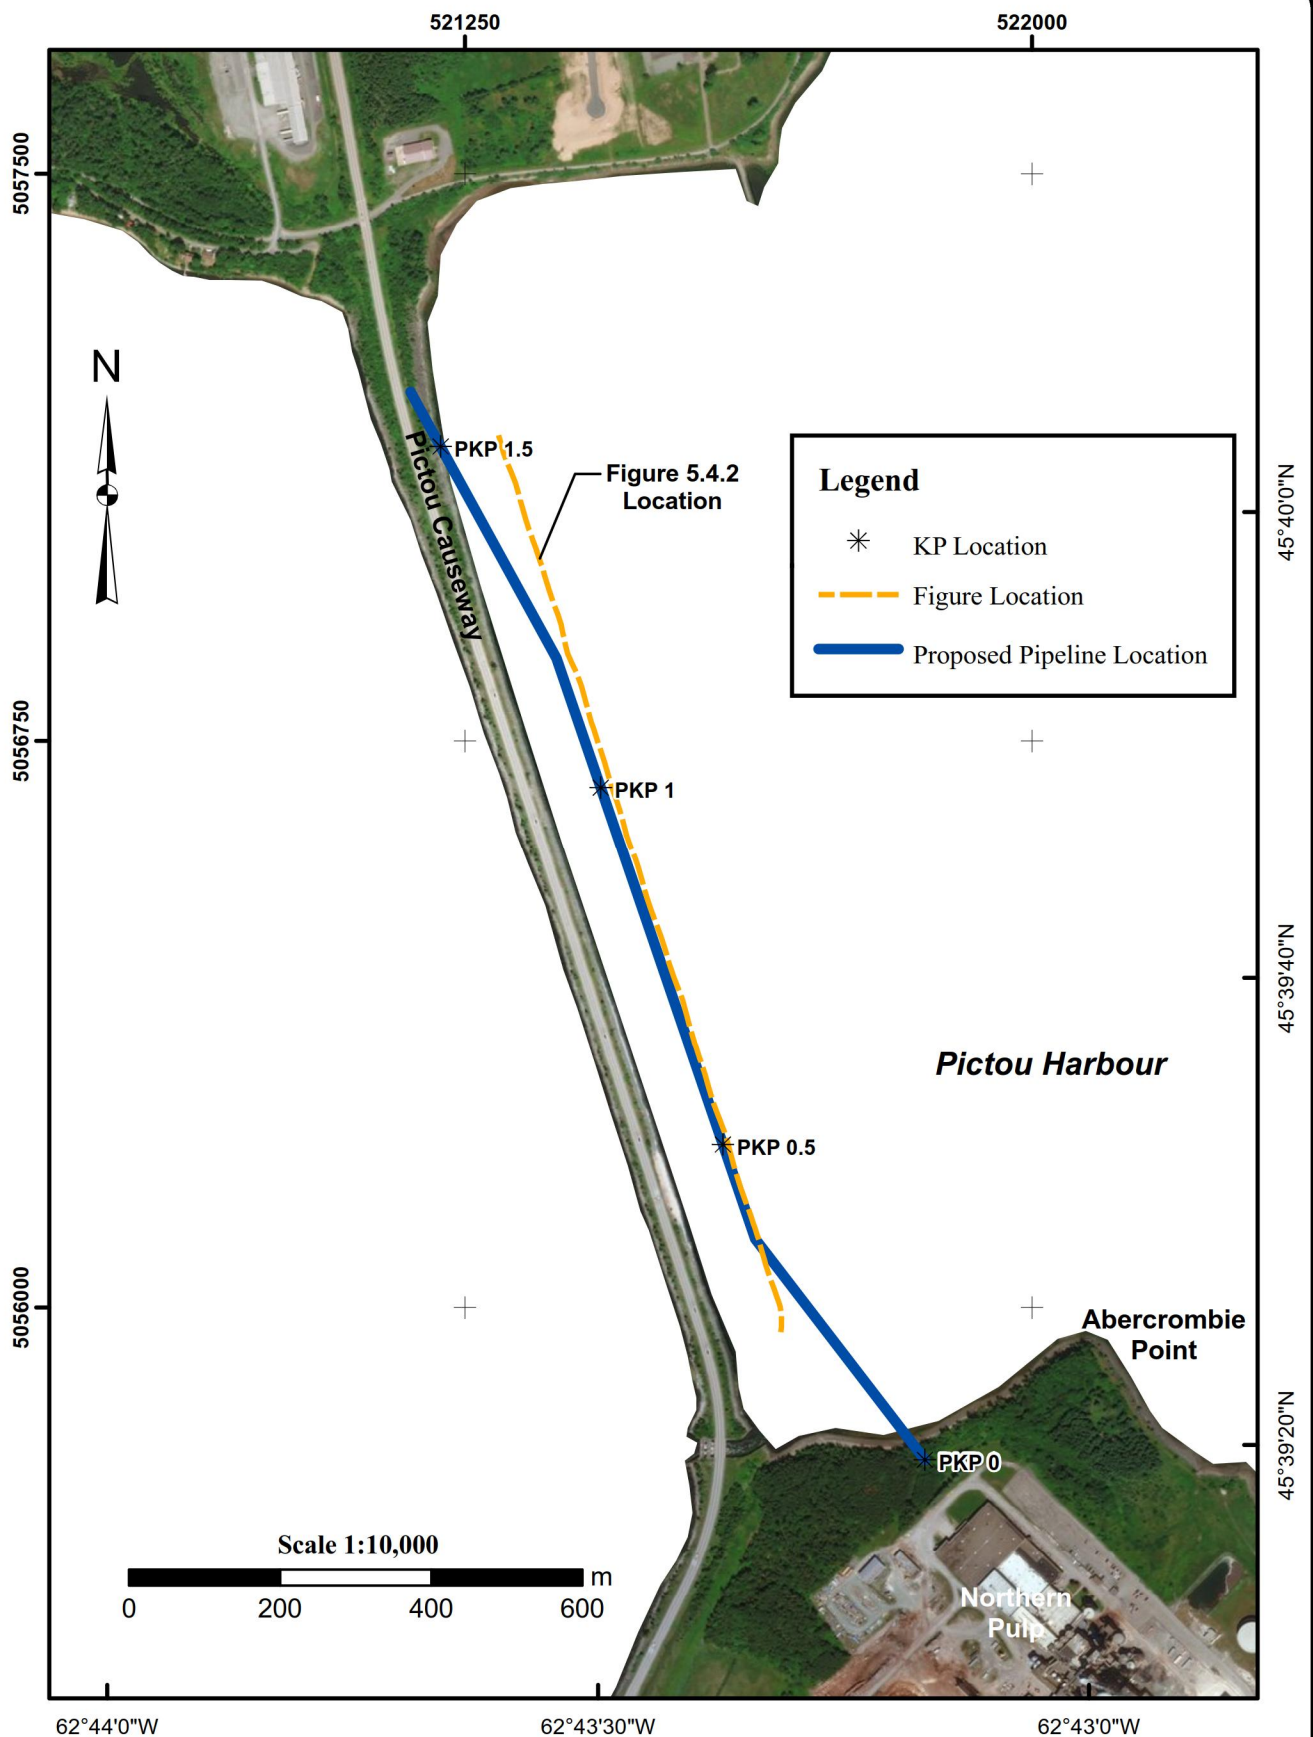 521250
522000
5057500
N
PKP 1.5
Pictou Causeway
Figure 5.4.2
Location
Legend
KP Location
Figure Location
Proposed Pipeline Location
45°40'0"N
5056750
PKP 1
45°39'40"N
Pictou Harbour
PKP 0.5
5056000
Abercrombie
Point
45°39'20"N
PKP 0
Scale 1:10,000
m
0
200
400
600
Northern
Pulp
62°44'0"W
62°43'30"W
62°43'0"W